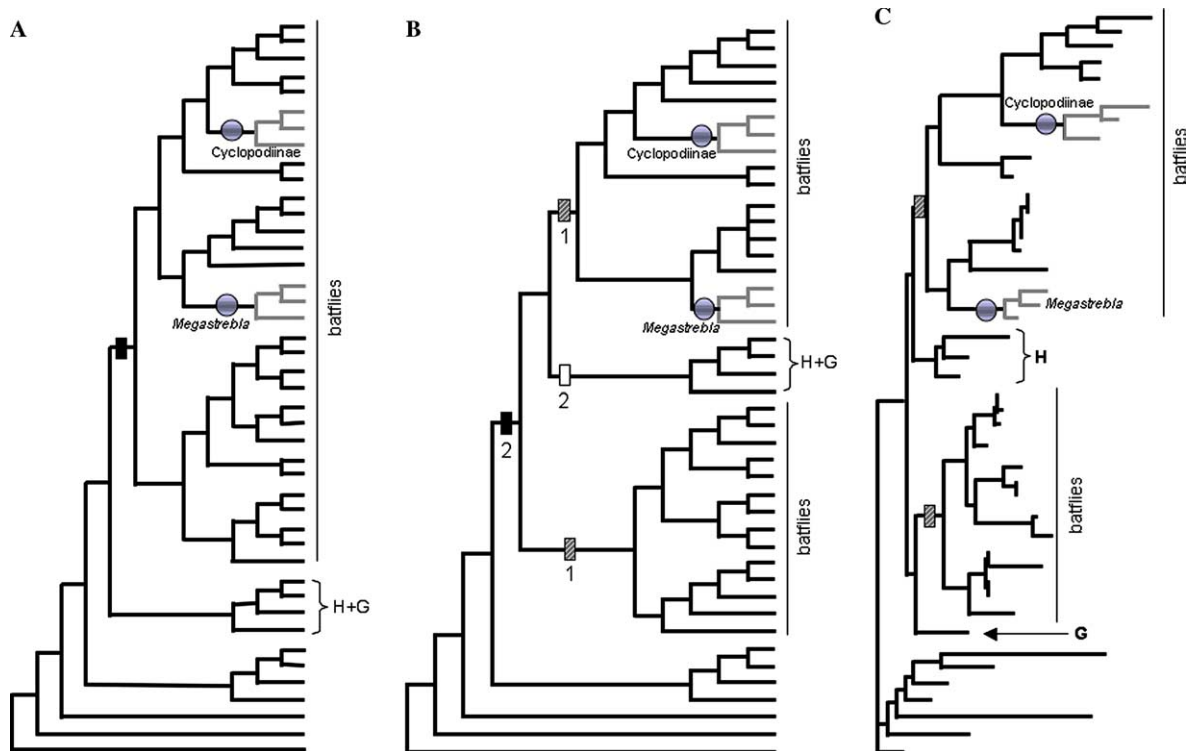 A
Cyclopodiinae
Megastrebla
batflies
H+G
B
Cyclopodiinae
1
Megastrebla
batflies
2
H+G
2
1
batflies
C
Cyclopodiinae
Megastrebla
batflies
H
batflies
G